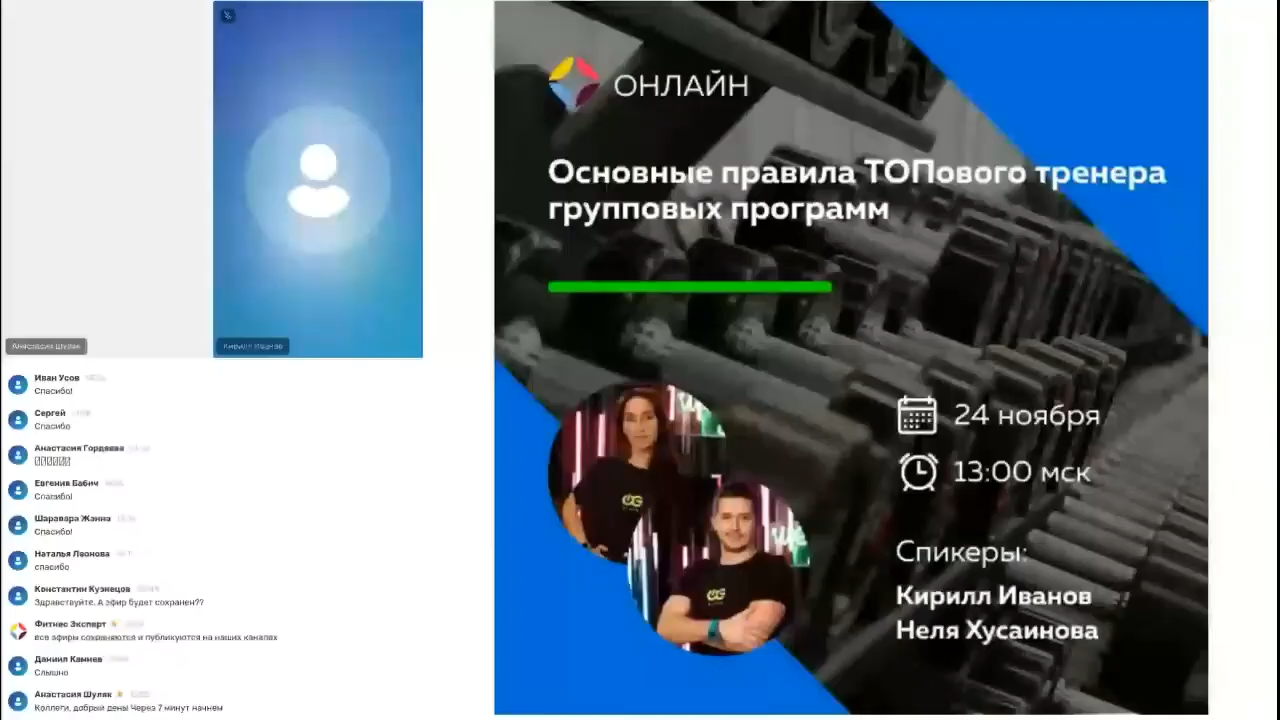 Анастасия Шуляк
Иван Усов
Спасибо!
Сергей
Спасибо
Анастасия Гордеева
Евгения Бабич
Спасибо!
Шаравара Жанна
Спасибо!
Наталья Леонова
спасибо
Константин Кузнецов
Здравствуйте. А эфир будет сохранен??
Фитнес Эксперт
все эфиры сохраняются и публикуются на наших каналах
Даниил Камнев
Слышно
Анастасия Шуляк
Коллеги, добрый день! Через 7 минут начнем
ОНЛАЙН
Основные правила ТОПового тренера
групповых программ
24 ноября
13:00 мск
Спикеры:
Кирилл Иванов
Неля Хусаинова